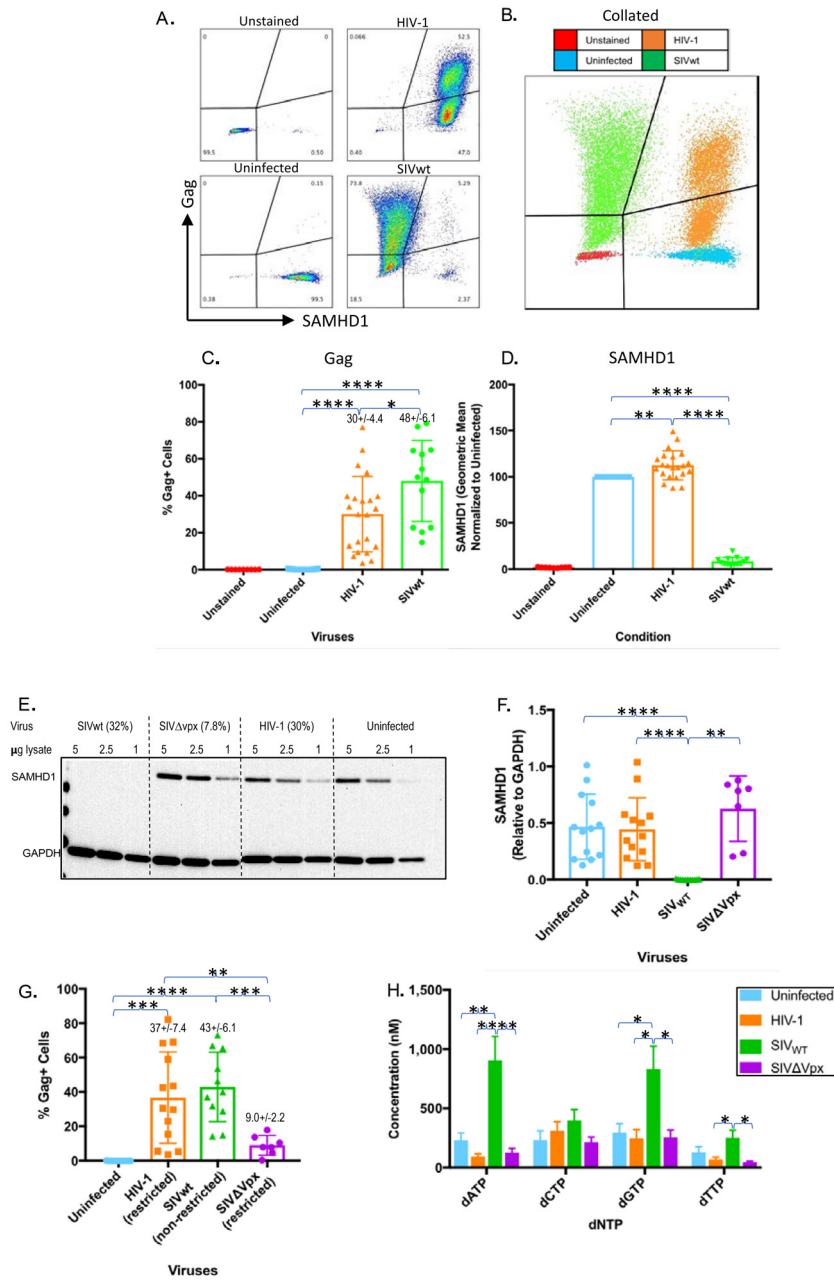 A.
Unstained
HIV-1
0
0
0.066
52.5
99.5
0.50
0.40
47.0
Uninfected
SIVwt
0
0.15
73.8
5.29
0.38
99.5
18.5
2.37
Gag
SAMHD1
B.
Collated
Unstained
HIV-1
Uninfected
SIVwt
C.
Gag
100
80
60
40
20
0
% Gag+ Cells
****
****
*
30+/-4.4
48+/-6.1
Unstained
Uninfected
HIV-1
SIVwt
Viruses
D.
SAMHD1
200
150
100
50
0
SAMHD1 (Geometric Mean
Normalized to Uninfected)
****
**
****
Unstained
Uninfected
HIV-1
SIVwt
Condition
E.
Virus
SIVwt (32%)
SIVΔvpx (7.8%)
HIV-1 (30%)
Uninfected
μg lysate
5 2.5 1 5 2.5 1 5 2.5 1 5 2.5 1
SAMHD1
GAPDH
F.
1.5
1.0
0.5
0.0
SAMHD1
(Relative to GAPDH)
****
****
**
Uninfected
HIV-1
SIVWT
SIVΔVpx
Viruses
G.
100
80
60
40
20
0
% Gag+ Cells
**
****
***
***
37+/-7.4
43+/-6.1
9.0+/-2.2
Uninfected
HIV-1
(restricted)
SIVwt
(non-restricted)
SIVΔVpx
(restricted)
Viruses
H.
1,500
1,000
500
0
Concentration (nM)
**
****
*
*
*
*
*
Uninfected
HIV-1
SIVWT
SIVΔVpx
dATP
dCTP
dGTP
dTTP
dNTP